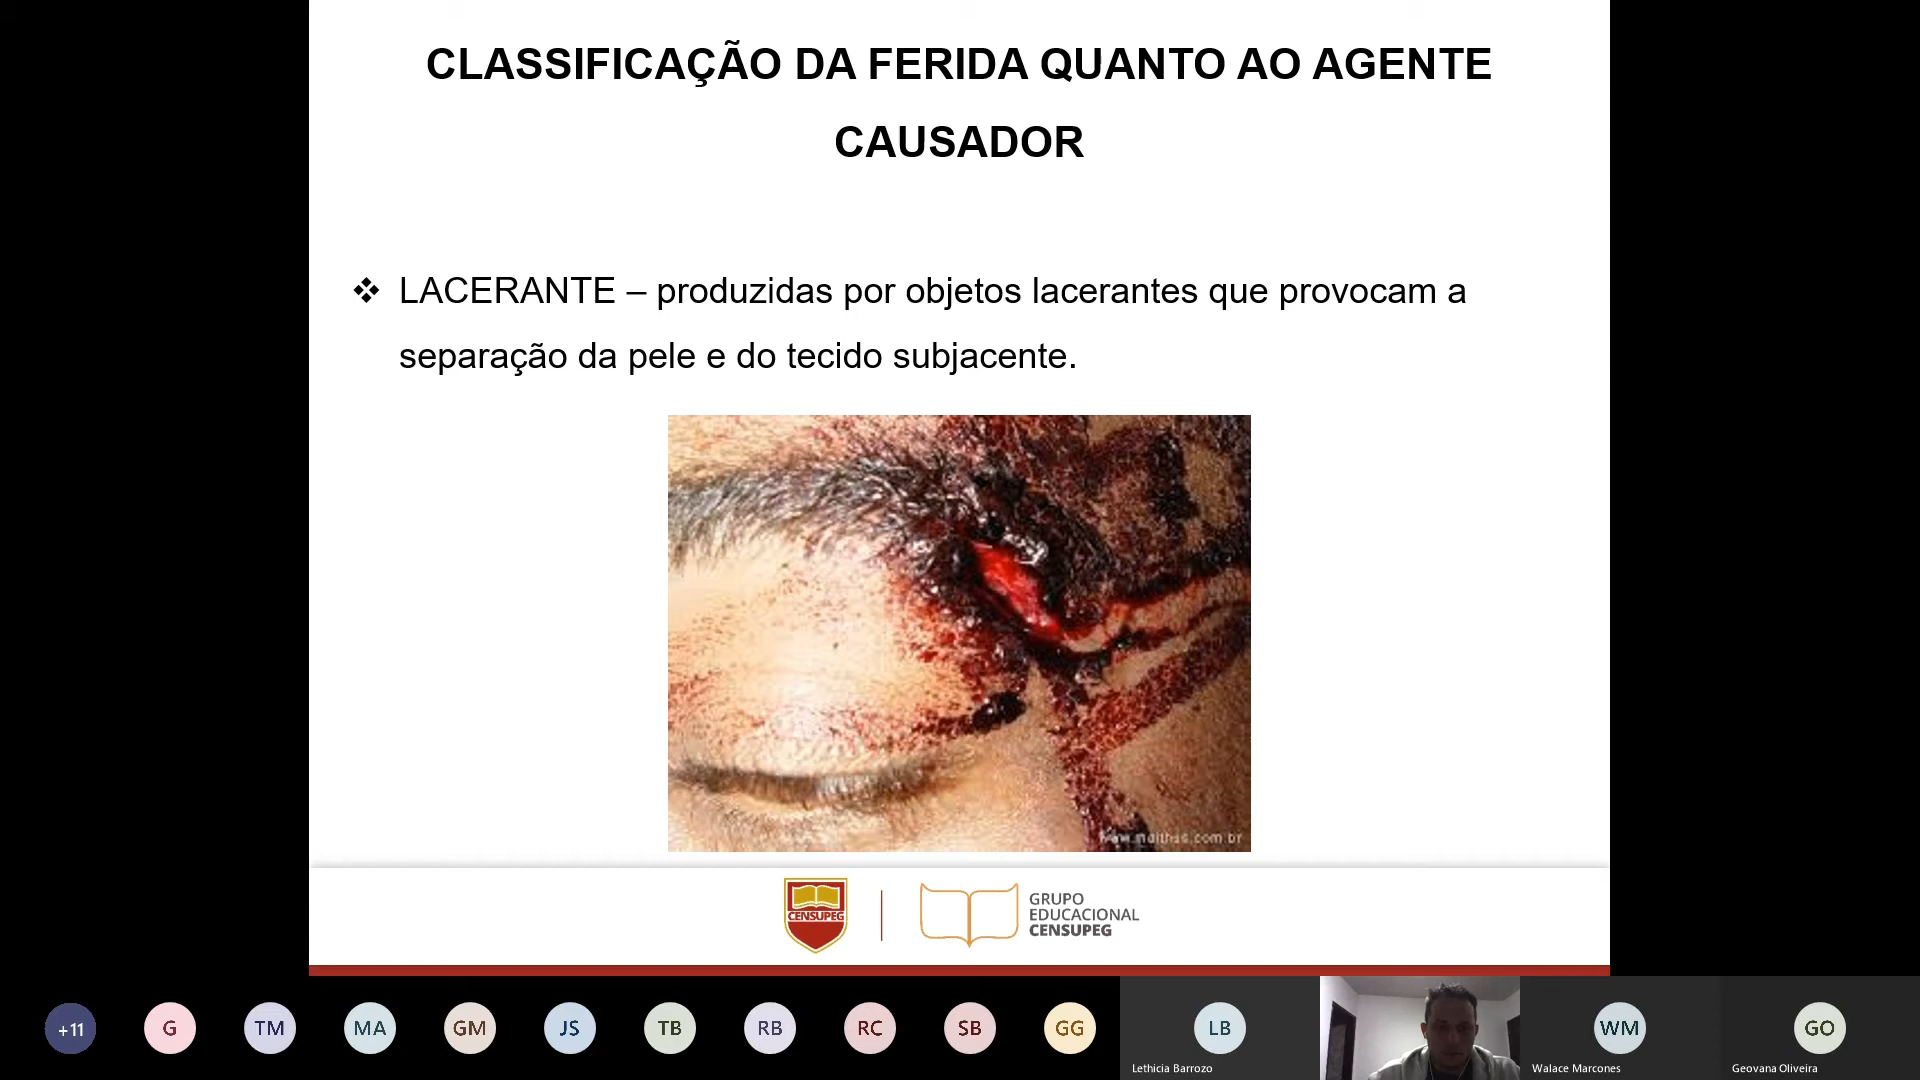 CLASSIFICAÇÃO DA FERIDA QUANTO AO AGENTE
CAUSADOR
❖ LACERANTE – produzidas por objetos lacerantes que provocam a
separação da pele e do tecido subjacente.
CENSUPEG
GRUPO
EDUCACIONAL
CENSUPEG
+11
G
TM
MA
GM
JS
TB
RB
RC
SB
GG
LB
WM
GO
Lethicia Barrozo
Walace Marcones
Geovana Oliveira